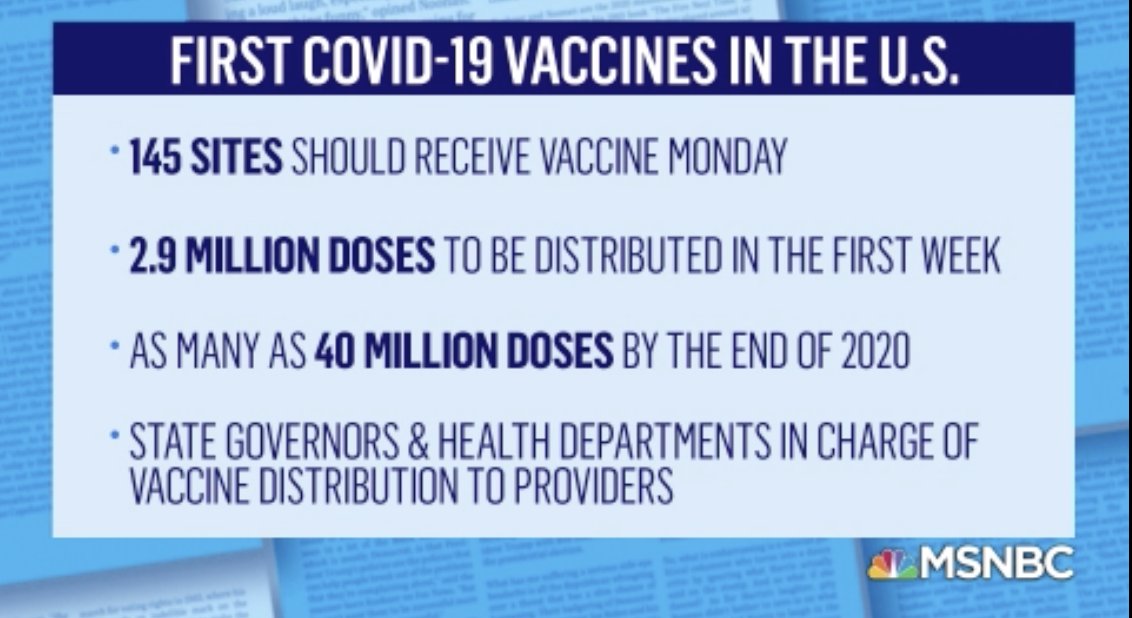 FIRST COVID-19 VACCINES IN THE U.S.
· 145 SITES SHOULD RECEIVE VACCINE MONDAY
· 2.9 MILLION DOSES TO BE DISTRIBUTED IN THE FIRST WEEK
· AS MANY AS 40 MILLION DOSES BY THE END OF 2020
· STATE GOVERNORS & HEALTH DEPARTMENTS IN CHARGE OF
VACCINE DISTRIBUTION TO PROVIDERS
MSNBC